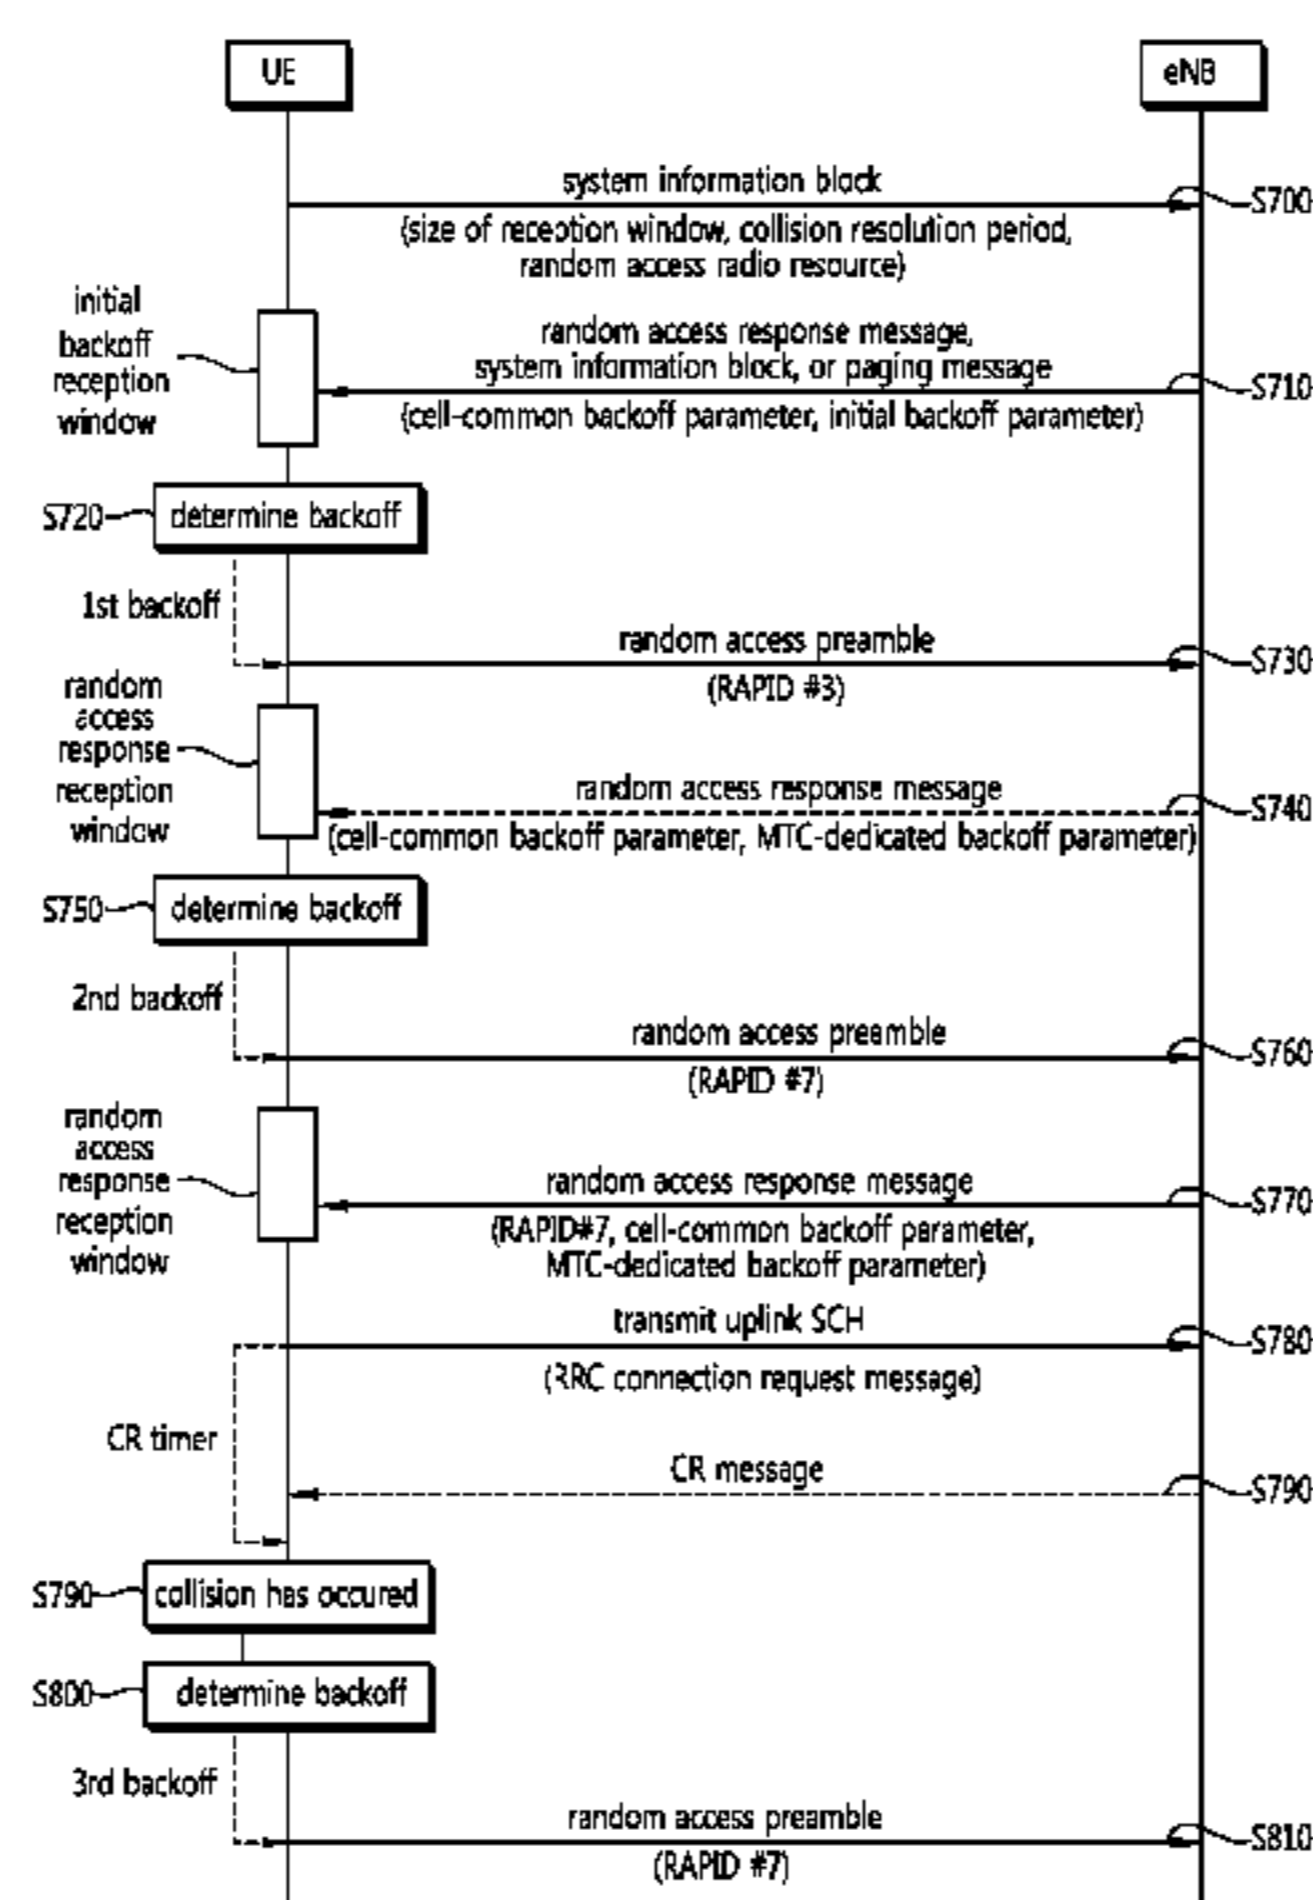 UE
eNB
system information block
S700
(size of reception window, collision resolution period,
random access radio resource)
initial
backoff
reception
window
random access response message,
system information block, or paging message
S710
(cell-common backoff parameter, initial backoff parameter)
S720
determine backoff
1st backoff
random access preamble
S730
(RAPID #3)
random
access
response
reception
window
random access response message
S740
(cell-common backoff parameter, MTC-dedicated backoff parameter)
S750
determine backoff
2nd backoff
random access preamble
S760
(RAPID #7)
random
access
response
reception
window
random access response message
S770
(RAPID#7, cell-common backoff parameter,
MTC-dedicated backoff parameter)
transmit uplink SCH
S780
(RRC connection request message)
CR timer
CR message
S790
S790
collision has occured
S800
determine backoff
3rd backoff
random access preamble
S810
(RAPID #7)